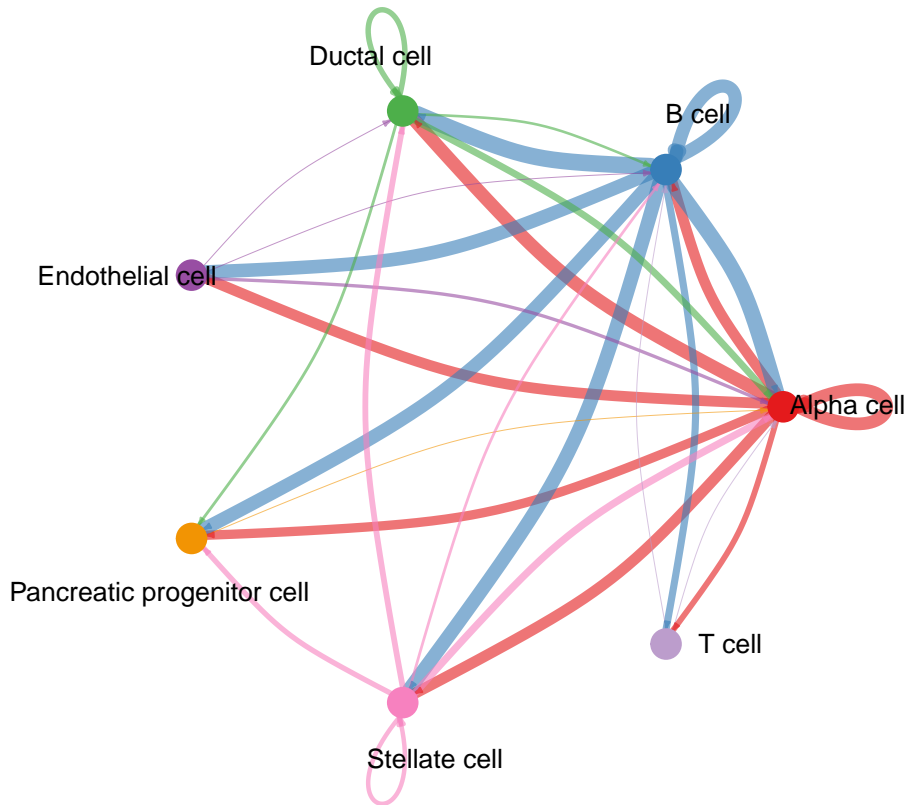 Ductal cell
B cell
Endothelial cell
Alpha cell
Pancreatic progenitor cell
T cell
Stellate cell